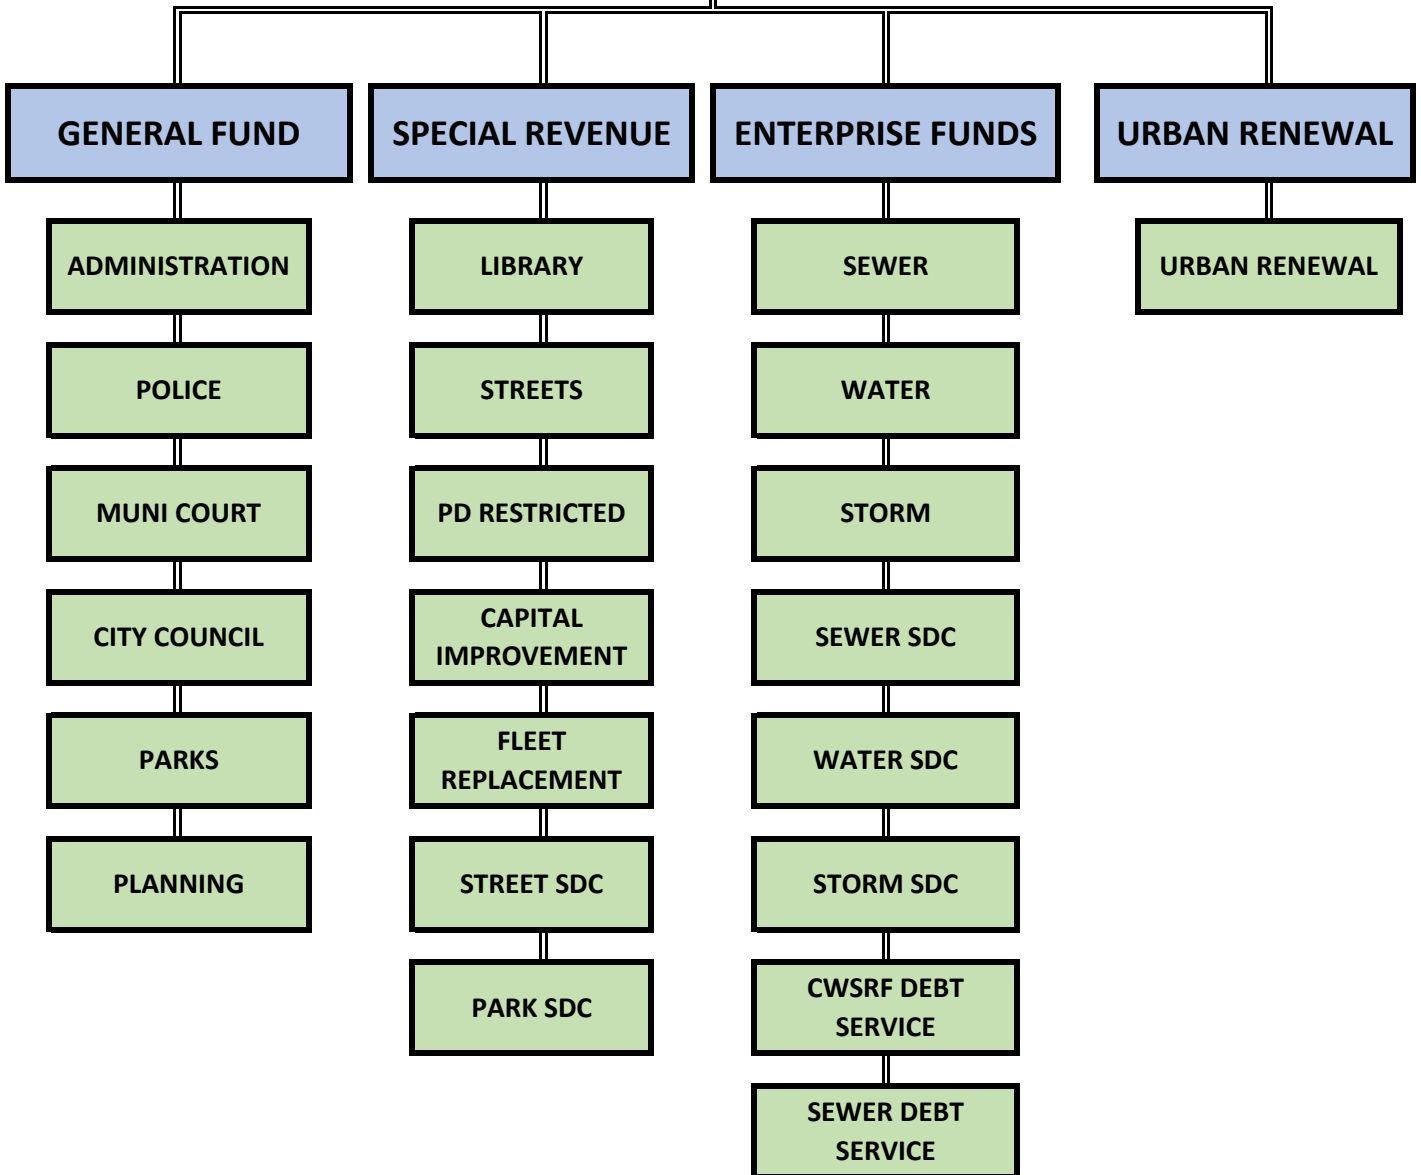 GENERAL FUND
SPECIAL REVENUE
ENTERPRISE FUNDS
URBAN RENEWAL
ADMINISTRATION
LIBRARY
SEWER
URBAN RENEWAL
POLICE
STREETS
WATER
MUNI COURT
PD RESTRICTED
STORM
CITY COUNCIL
CAPITAL
IMPROVEMENT
SEWER SDC
PARKS
FLEET
REPLACEMENT
WATER SDC
PLANNING
STREET SDC
STORM SDC
PARK SDC
CWSRF DEBT
SERVICE
SEWER DEBT
SERVICE